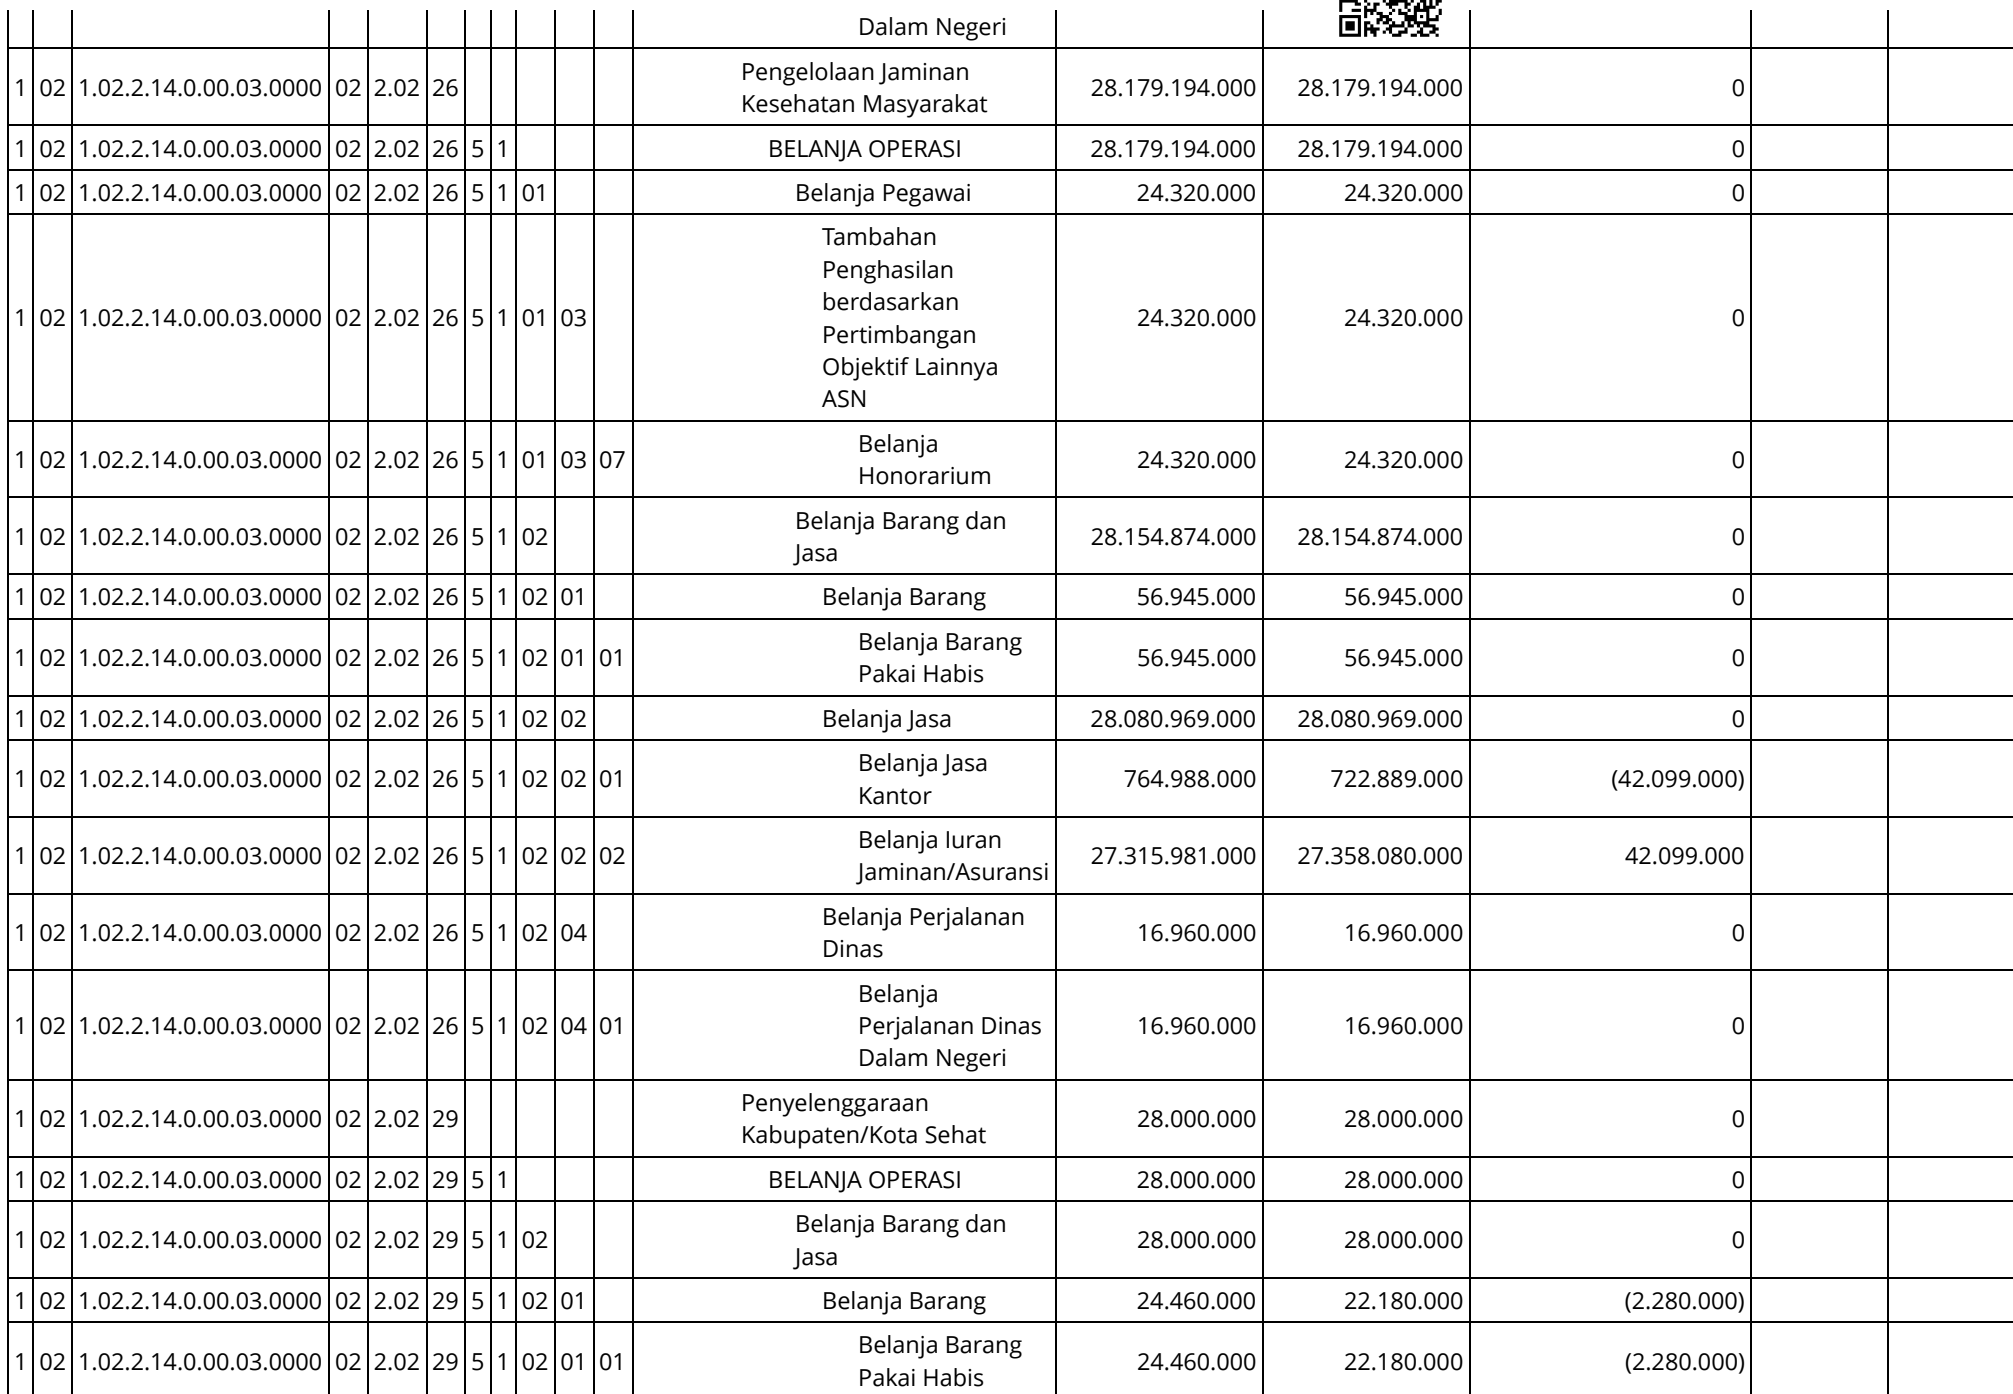 Dalam Negeri
1 02 1.02.2.14.0.00.03.0000 02 2.02 26 Pengelolaan Jaminan
Kesehatan Masyarakat 28.179.194.000 28.179.194.000 0
1 02 1.02.2.14.0.00.03.0000 02 2.02 26 5 1 BELANJA OPERASI 28.179.194.000 28.179.194.000 0
1 02 1.02.2.14.0.00.03.0000 02 2.02 26 5 1 01 Belanja Pegawai 24.320.000 24.320.000 0
1 02 1.02.2.14.0.00.03.0000 02 2.02 26 5 1 01 03 Tambahan
Penghasilan
berdasarkan
Pertimbangan
Objektif Lainnya
ASN 24.320.000 24.320.000 0
1 02 1.02.2.14.0.00.03.0000 02 2.02 26 5 1 01 03 07 Belanja
Honorarium 24.320.000 24.320.000 0
1 02 1.02.2.14.0.00.03.0000 02 2.02 26 5 1 02 Belanja Barang dan
Jasa 28.154.874.000 28.154.874.000 0
1 02 1.02.2.14.0.00.03.0000 02 2.02 26 5 1 02 01 Belanja Barang 56.945.000 56.945.000 0
1 02 1.02.2.14.0.00.03.0000 02 2.02 26 5 1 02 01 01 Belanja Barang
Pakai Habis 56.945.000 56.945.000 0
1 02 1.02.2.14.0.00.03.0000 02 2.02 26 5 1 02 02 Belanja Jasa 28.080.969.000 28.080.969.000 0
1 02 1.02.2.14.0.00.03.0000 02 2.02 26 5 1 02 02 01 Belanja Jasa
Kantor 764.988.000 722.889.000 (42.099.000)
1 02 1.02.2.14.0.00.03.0000 02 2.02 26 5 1 02 02 02 Belanja Iuran
Jaminan/Asuransi 27.315.981.000 27.358.080.000 42.099.000
1 02 1.02.2.14.0.00.03.0000 02 2.02 26 5 1 02 04 Belanja Perjalanan
Dinas 16.960.000 16.960.000 0
1 02 1.02.2.14.0.00.03.0000 02 2.02 26 5 1 02 04 01 Belanja
Perjalanan Dinas
Dalam Negeri 16.960.000 16.960.000 0
1 02 1.02.2.14.0.00.03.0000 02 2.02 29 Penyelenggaraan
Kabupaten/Kota Sehat 28.000.000 28.000.000 0
1 02 1.02.2.14.0.00.03.0000 02 2.02 29 5 1 BELANJA OPERASI 28.000.000 28.000.000 0
1 02 1.02.2.14.0.00.03.0000 02 2.02 29 5 1 02 Belanja Barang dan
Jasa 28.000.000 28.000.000 0
1 02 1.02.2.14.0.00.03.0000 02 2.02 29 5 1 02 01 Belanja Barang 24.460.000 22.180.000 (2.280.000)
1 02 1.02.2.14.0.00.03.0000 02 2.02 29 5 1 02 01 01 Belanja Barang
Pakai Habis 24.460.000 22.180.000 (2.280.000)